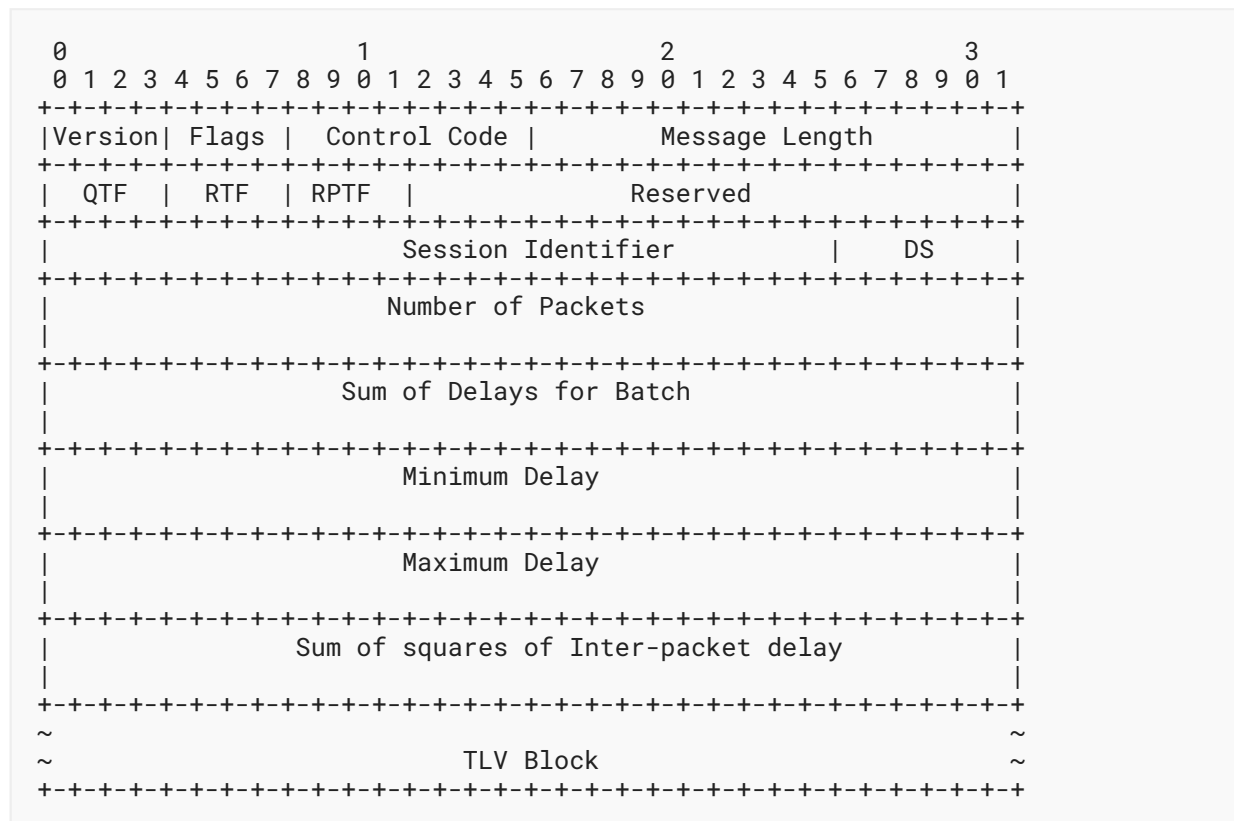 0                   1                   2                   3
 0 1 2 3 4 5 6 7 8 9 0 1 2 3 4 5 6 7 8 9 0 1 2 3 4 5 6 7 8 9 0 1
+-+-+-+-+-+-+-+-+-+-+-+-+-+-+-+-+-+-+-+-+-+-+-+-+-+-+-+-+-+-+-+-+
|Version| Flags |  Control Code |        Message Length         |
+-+-+-+-+-+-+-+-+-+-+-+-+-+-+-+-+-+-+-+-+-+-+-+-+-+-+-+-+-+-+-+-+
|  QTF  |  RTF  | RPTF  |              Reserved                 |
+-+-+-+-+-+-+-+-+-+-+-+-+-+-+-+-+-+-+-+-+-+-+-+-+-+-+-+-+-+-+-+-+
|                       Session Identifier          |    DS     |
+-+-+-+-+-+-+-+-+-+-+-+-+-+-+-+-+-+-+-+-+-+-+-+-+-+-+-+-+-+-+-+-+
|                      Number of Packets                        |
|                                                               |
+-+-+-+-+-+-+-+-+-+-+-+-+-+-+-+-+-+-+-+-+-+-+-+-+-+-+-+-+-+-+-+-+
|                   Sum of Delays for Batch                     |
|                                                               |
+-+-+-+-+-+-+-+-+-+-+-+-+-+-+-+-+-+-+-+-+-+-+-+-+-+-+-+-+-+-+-+-+
|                       Minimum Delay                           |
|                                                               |
+-+-+-+-+-+-+-+-+-+-+-+-+-+-+-+-+-+-+-+-+-+-+-+-+-+-+-+-+-+-+-+-+
|                       Maximum Delay                           |
|                                                               |
+-+-+-+-+-+-+-+-+-+-+-+-+-+-+-+-+-+-+-+-+-+-+-+-+-+-+-+-+-+-+-+-+
|                Sum of squares of Inter-packet delay           |
|                                                               |
+-+-+-+-+-+-+-+-+-+-+-+-+-+-+-+-+-+-+-+-+-+-+-+-+-+-+-+-+-+-+-+-+
~                                                               ~
~                           TLV Block                           ~
+-+-+-+-+-+-+-+-+-+-+-+-+-+-+-+-+-+-+-+-+-+-+-+-+-+-+-+-+-+-+-+-+